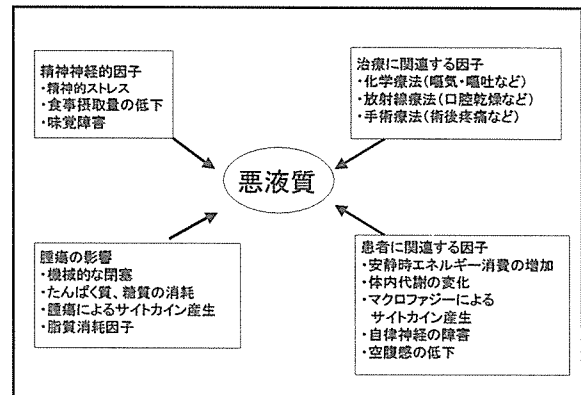 精神神経的因子
・精神的ストレス
・食事摂取量の低下
・味覚障害
治療に関連する因子
・化学療法(嘔気・嘔吐など)
・放射線療法(口腔乾燥など)
・手術療法(術後疼痛など)
悪液質
腫瘍の影響
・機械的な閉塞
・たんぱく質、糖質の消耗
・腫瘍によるサイトカイン産生
・脂質消耗因子
患者に関連する因子
・安静時エネルギー消費の増加
・体内代謝の変化
・マクロファジーによる
サイトカイン産生
・自律神経の障害
・空腹感の低下